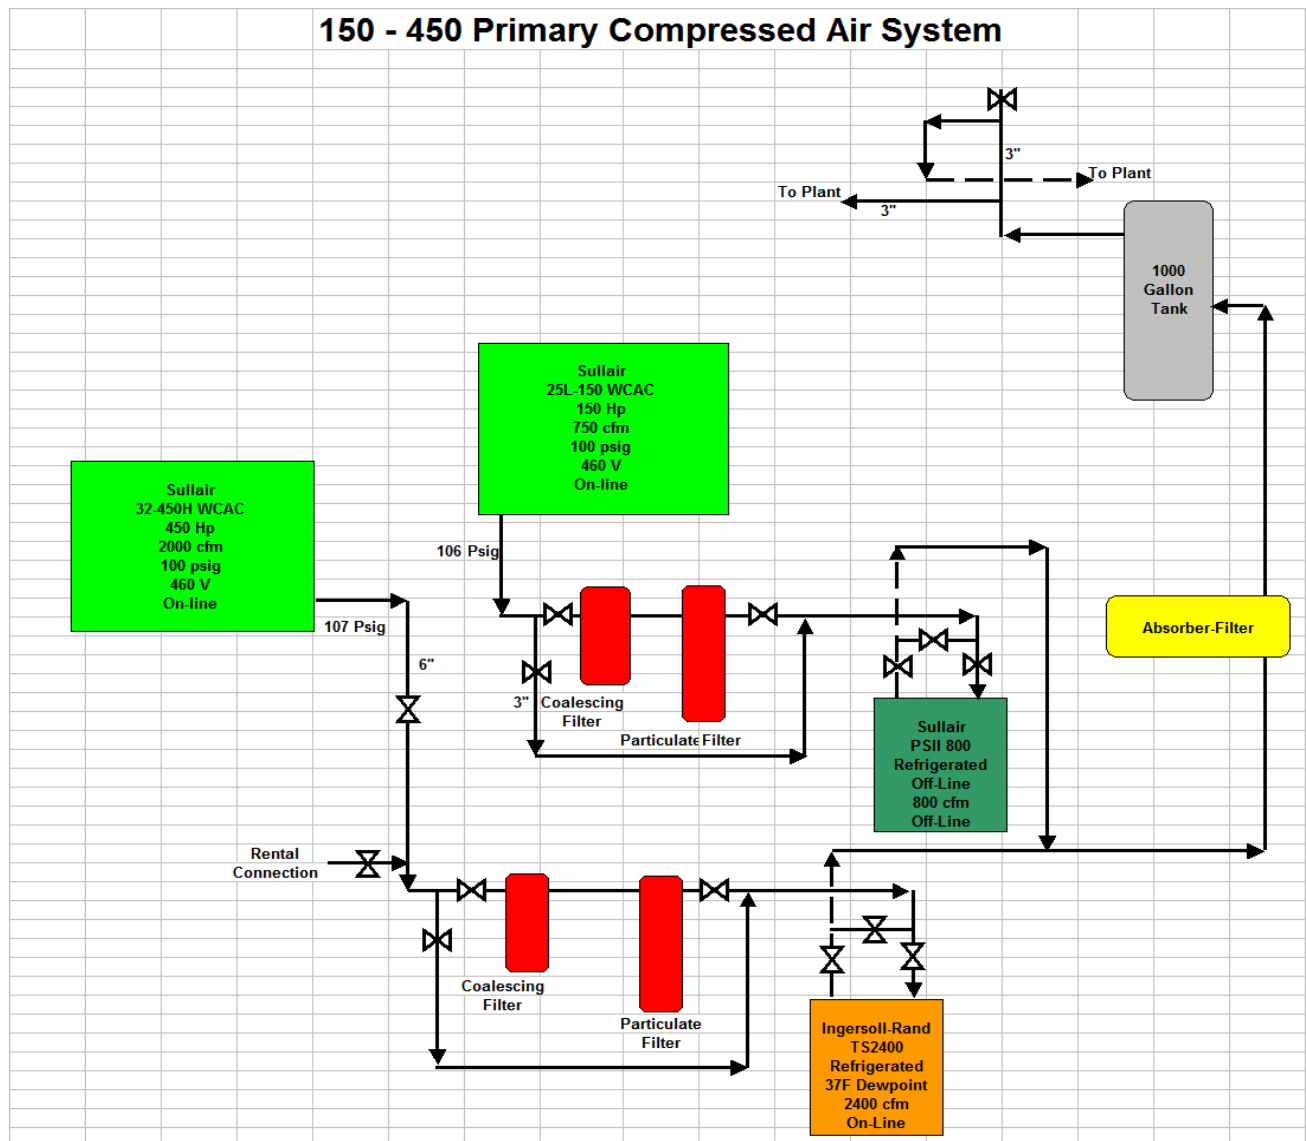 150 - 450 Primary Compressed Air System
3"
To Plant
To Plant
3"
1000
Gallon
Tank
Sullair
25L-150 WCAC
150 Hp
750 cfm
100 psig
460 V
On-line
Sullair
32-450H WCAC
450 Hp
2000 cfm
100 psig
460 V
On-line
106 Psig
107 Psig
6"
3"
Coalescing
Filter
Particulate Filter
Absorber-Filter
Sullair
PSII 800
Refrigerated
Off-Line
800 cfm
Off-Line
Rental
Connection
Coalescing
Filter
Particulate
Filter
Ingersoll-Rand
TS2400
Refrigerated
37F Dewpoint
2400 cfm
On-Line